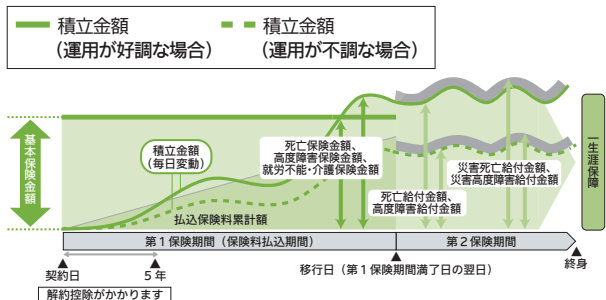 積立金額
(運用が好調な場合)
積立金額
(運用が不調な場合)
基本保険金額
積立金額
(毎日変動)
死亡保険金額、
高度障害保険金額、
就労不能・介護保険金額
災害死亡給付金額、
災害高度障害給付金額
死亡給付金額、
高度障害給付金額
払込保険料累計額
一生涯保障
第1保険期間(保険料払込期間)
第2保険期間
契約日
5年
移行日(第1保険期間満了日の翌日)
終身
解約控除がかかります